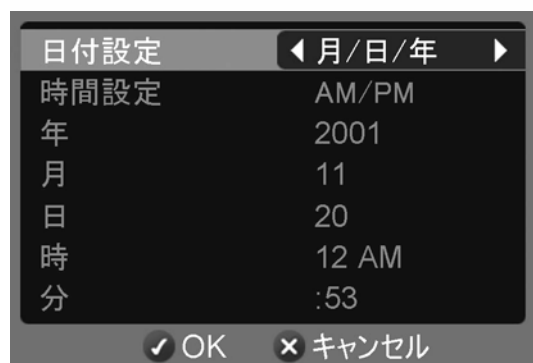 日付設定 月/日/年
時間設定 AM/PM
年 2001
月 11
日 20
時 12 AM
分 :53
OK キャンセル